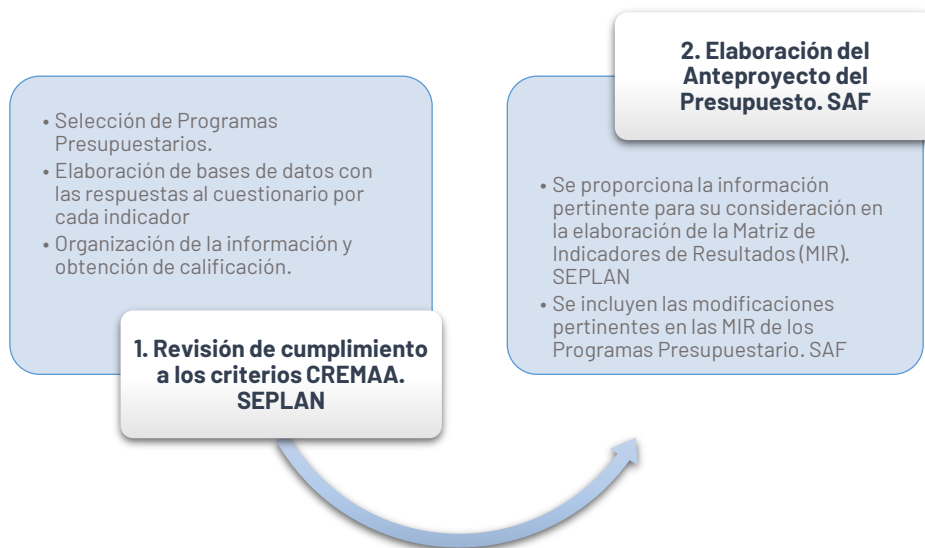 • Selección de Programas
Presupuestarios.
• Elaboración de bases de datos con
las respuestas al cuestionario por
cada indicador
• Organización de la información y
obtención de calificación.
1. Revisión de cumplimiento
a los criterios CREMAA.
SEPLAN
2. Elaboración del
Anteproyecto del
Presupuesto. SAF
• Se proporciona la información
pertinente para su consideración en
la elaboración de la Matriz de
Indicadores de Resultados (MIR).
SEPLAN
• Se incluyen las modificaciones
pertinentes en las MIR de los
Programas Presupuestario. SAF